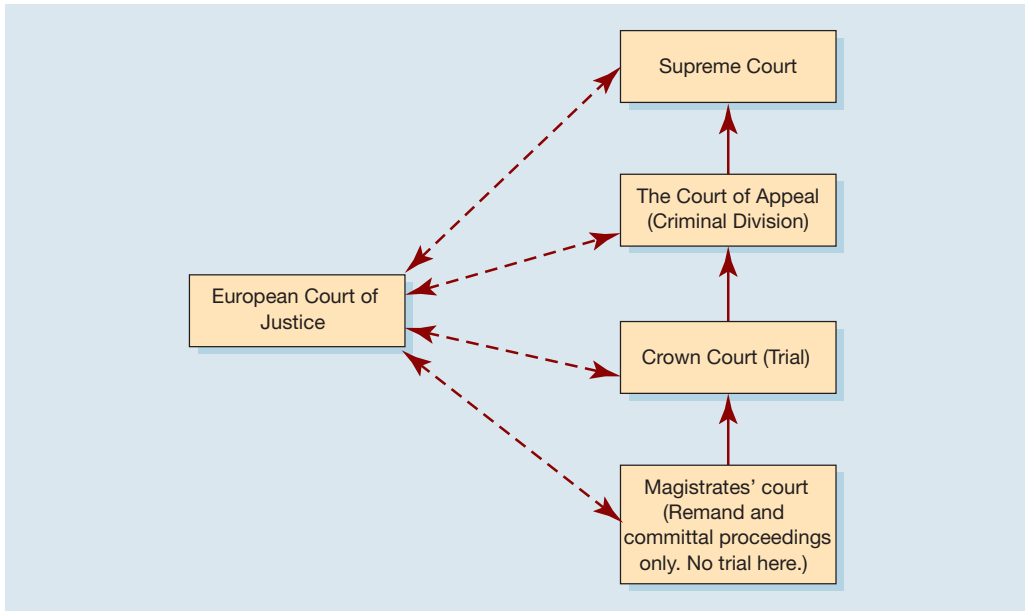 Supreme Court
The Court of Appeal
(Criminal Division)
European Court of
Justice
Crown Court (Trial)
Magistrates’ court
(Remand and
committal proceedings
only. No trial here.)